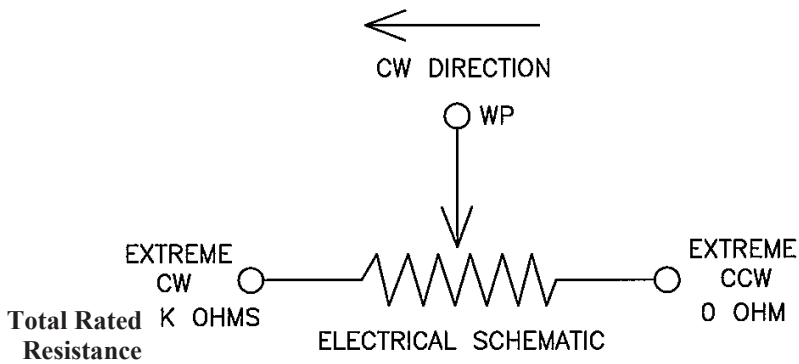 CW DIRECTION
WP
EXTREME
CW
K OHMS
Total Rated
Resistance
EXTREME
CCW
0 OHM
ELECTRICAL SCHEMATIC